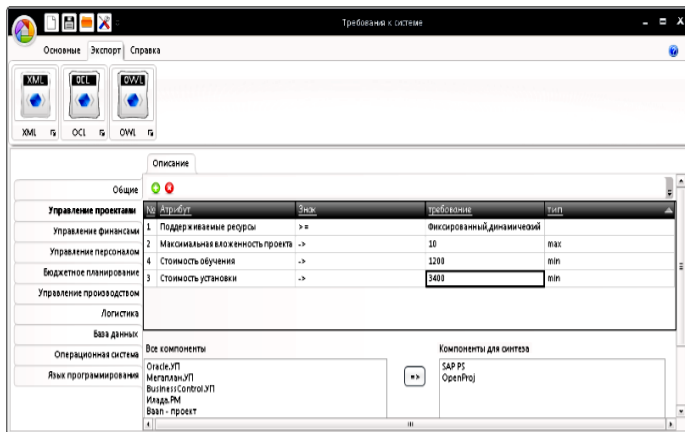 Требования к системе
Основные Экспорт Справка
XML OCL OWL
XML OCL OWL
Описание
Общие
Управление проектами
Управление финансами
Управление персоналом
Бюджетное планирование
Управление производством
Логистика
База данных
Операционная система
Язык программирования
№ Атрибут Знак требование тип
1 Поддерживаемые ресурсы >= Фиксированный,динамический
2 Максимальная вложенность проекта -> 10 max
4 Стоимость обучения -> 1200 min
3 Стоимость установки -> 3400 min
Все компоненты
Oracle.УП
Мегаплан.УП
BusinessControl.УП
Илада.PM
Baan - проект
=>
Компоненты для синтеза
SAP PS
OpenProj